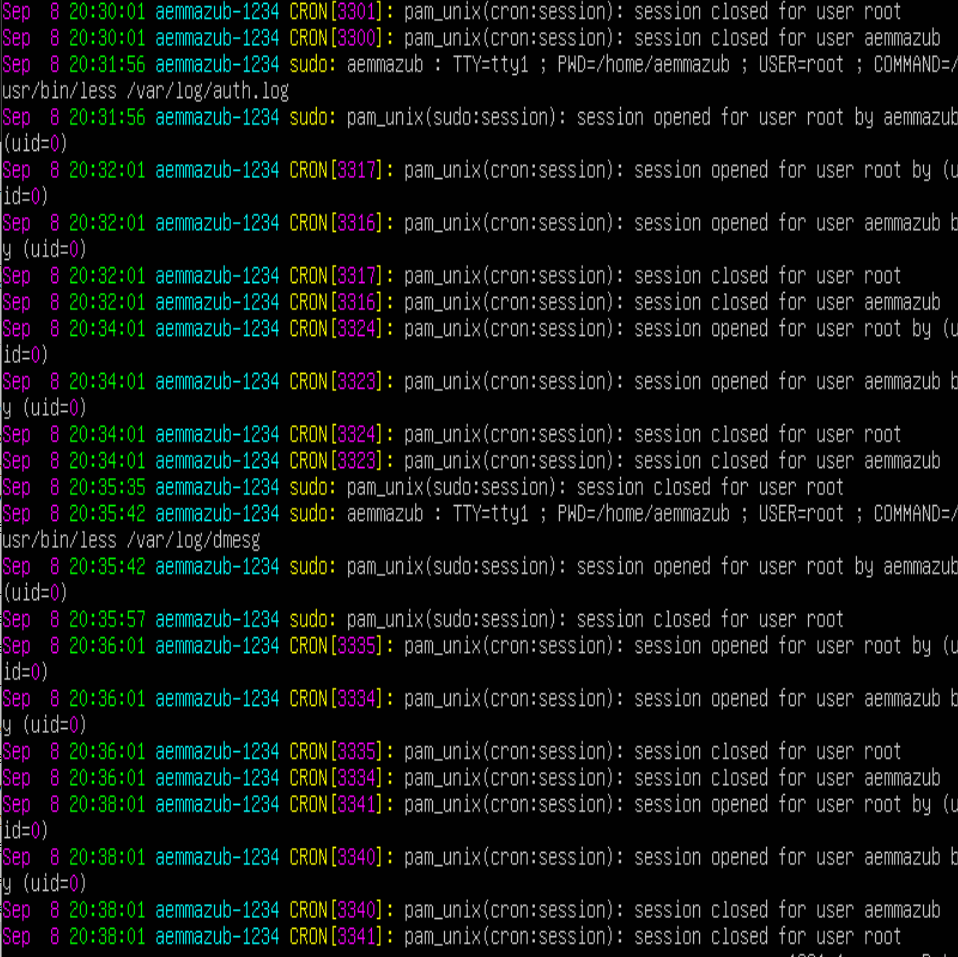 Sep  8 20:30:01 aemmazub-1234 CRON[3301]: pam_unix(cron:session): session closed for user root
Sep  8 20:30:01 aemmazub-1234 CRON[3300]: pam_unix(cron:session): session closed for user aemmazub
Sep  8 20:31:56 aemmazub-1234 sudo: aemmazub : TTY=tty1 ; PWD=/home/aemmazub ; USER=root ; COMMAND=/
usr/bin/less /var/log/auth.log
Sep  8 20:31:56 aemmazub-1234 sudo: pam_unix(sudo:session): session opened for user root by aemmazub
(uid=0)
Sep  8 20:32:01 aemmazub-1234 CRON[3317]: pam_unix(cron:session): session opened for user root by (u
id=0)
Sep  8 20:32:01 aemmazub-1234 CRON[3316]: pam_unix(cron:session): session opened for user aemmazub b
y (uid=0)
Sep  8 20:32:01 aemmazub-1234 CRON[3317]: pam_unix(cron:session): session closed for user root
Sep  8 20:32:01 aemmazub-1234 CRON[3316]: pam_unix(cron:session): session closed for user aemmazub
Sep  8 20:34:01 aemmazub-1234 CRON[3324]: pam_unix(cron:session): session opened for user root by (u
id=0)
Sep  8 20:34:01 aemmazub-1234 CRON[3323]: pam_unix(cron:session): session opened for user aemmazub b
y (uid=0)
Sep  8 20:34:01 aemmazub-1234 CRON[3324]: pam_unix(cron:session): session closed for user root
Sep  8 20:34:01 aemmazub-1234 CRON[3323]: pam_unix(cron:session): session closed for user aemmazub
Sep  8 20:35:35 aemmazub-1234 sudo: pam_unix(sudo:session): session closed for user root
Sep  8 20:35:42 aemmazub-1234 sudo: aemmazub : TTY=tty1 ; PWD=/home/aemmazub ; USER=root ; COMMAND=/
usr/bin/less /var/log/dmesg
Sep  8 20:35:42 aemmazub-1234 sudo: pam_unix(sudo:session): session opened for user root by aemmazub
(uid=0)
Sep  8 20:35:57 aemmazub-1234 sudo: pam_unix(sudo:session): session closed for user root
Sep  8 20:36:01 aemmazub-1234 CRON[3335]: pam_unix(cron:session): session opened for user root by (u
id=0)
Sep  8 20:36:01 aemmazub-1234 CRON[3334]: pam_unix(cron:session): session opened for user aemmazub b
y (uid=0)
Sep  8 20:36:01 aemmazub-1234 CRON[3335]: pam_unix(cron:session): session closed for user root
Sep  8 20:36:01 aemmazub-1234 CRON[3334]: pam_unix(cron:session): session closed for user aemmazub
Sep  8 20:38:01 aemmazub-1234 CRON[3341]: pam_unix(cron:session): session opened for user root by (u
id=0)
Sep  8 20:38:01 aemmazub-1234 CRON[3340]: pam_unix(cron:session): session opened for user aemmazub b
y (uid=0)
Sep  8 20:38:01 aemmazub-1234 CRON[3340]: pam_unix(cron:session): session closed for user aemmazub
Sep  8 20:38:01 aemmazub-1234 CRON[3341]: pam_unix(cron:session): session closed for user root